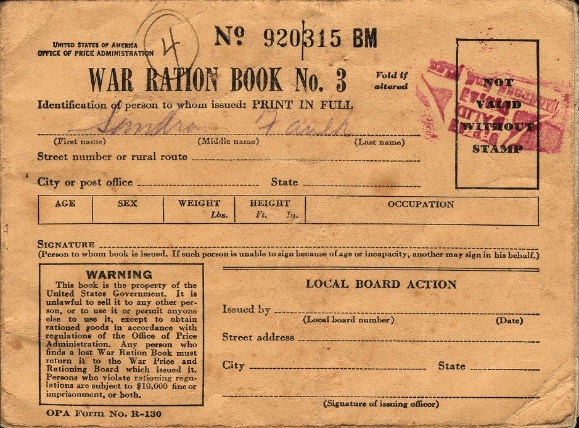 UNITED STATES OF AMERICA
OFFICE OF PRICE ADMINISTRATION
4
No 920315 BM
WAR RATION BOOK No. 3
Void if
altered
NOT
VALID
WITHOUT
STAMP
Identification of person to whom issued: PRINT IN FULL
Sandra
(First name) (Middle name) (Last name)
Street number or rural route
City or post office State
AGE SEX WEIGHT HEIGHT OCCUPATION
Lbs. Ft. In.
SIGNATURE
(Person to whom book is issued. If such person is unable to sign because of age or incapacity, another may sign in his behalf.)
WARNING
This book is the property of the
United States Government. It is
unlawful to sell it to any other per-
son, or to use it or permit anyone
else to use it, except to obtain
rationed goods in accordance with
regulations of the Office of Price
Administration. Any person who
finds a lost War Ration Book must
return it to the War Price and
Rationing Board which issued it.
Persons who violate rationing regu-
lations are subject to $10,000 fine or
imprisonment, or both.
LOCAL BOARD ACTION
Issued by
(Local board number) (Date)
Street address
City State
(Signature of issuing officer)
OPA Form No. R-130